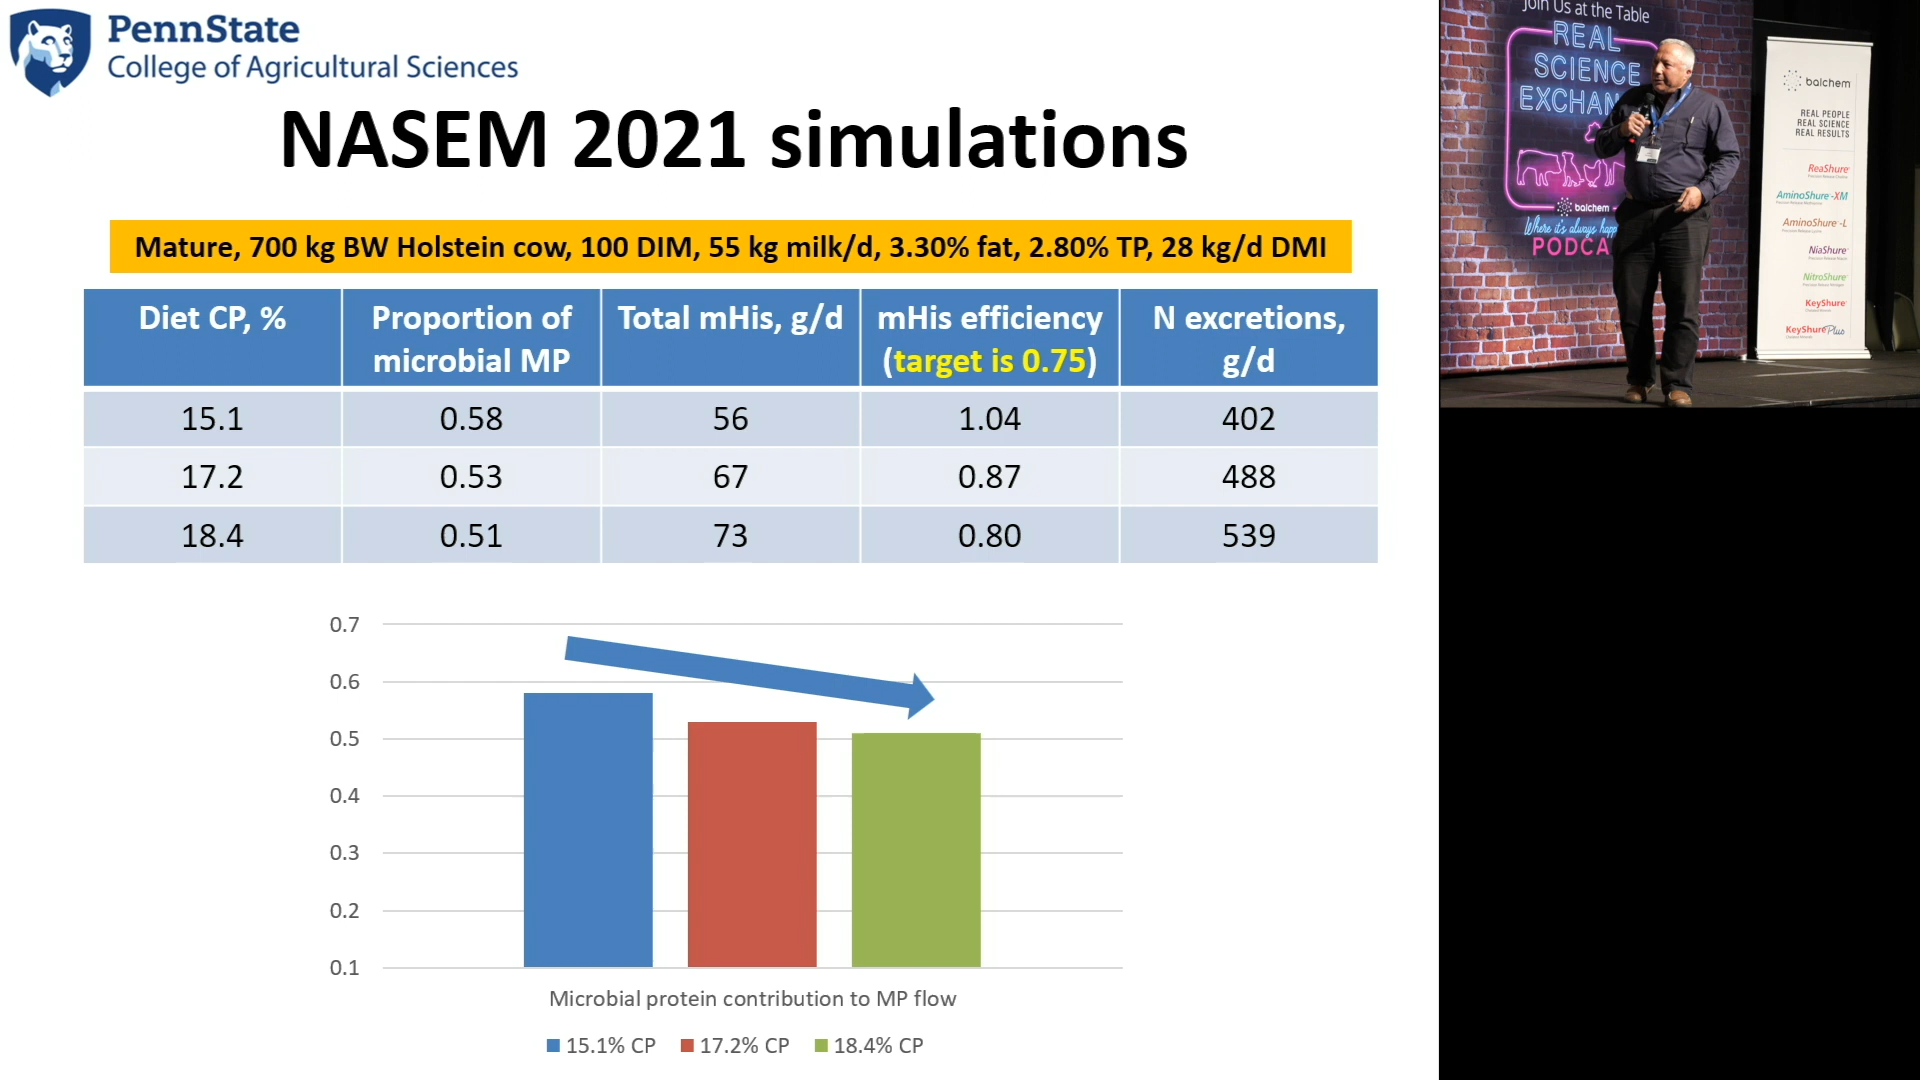 PennState
College of Agricultural Sciences
NASEM 2021 simulations
Mature, 700 kg BW Holstein cow, 100 DIM, 55 kg milk/d, 3.30% fat, 2.80% TP, 28 kg/d DMI
Diet CP, % Proportion of microbial MP Total mHis, g/d mHis efficiency (target is 0.75) N excretions, g/d
15.1 0.58 56 1.04 402
17.2 0.53 67 0.87 488
18.4 0.51 73 0.80 539
0.7
0.6
0.5
0.4
0.3
0.2
0.1
Microbial protein contribution to MP flow
15.1% CP 17.2% CP 18.4% CP
Join Us at the Table
REAL
SCIENCE
EXCHAN
balchem
Where it's always happ
PODCA
balchem
REAL PEOPLE
REAL SCIENCE
REAL RESULTS
ReaShure
AminoShure-XM
AminoShure-L
NiaShure
NitroShure
KeyShure
KeyShure Plus